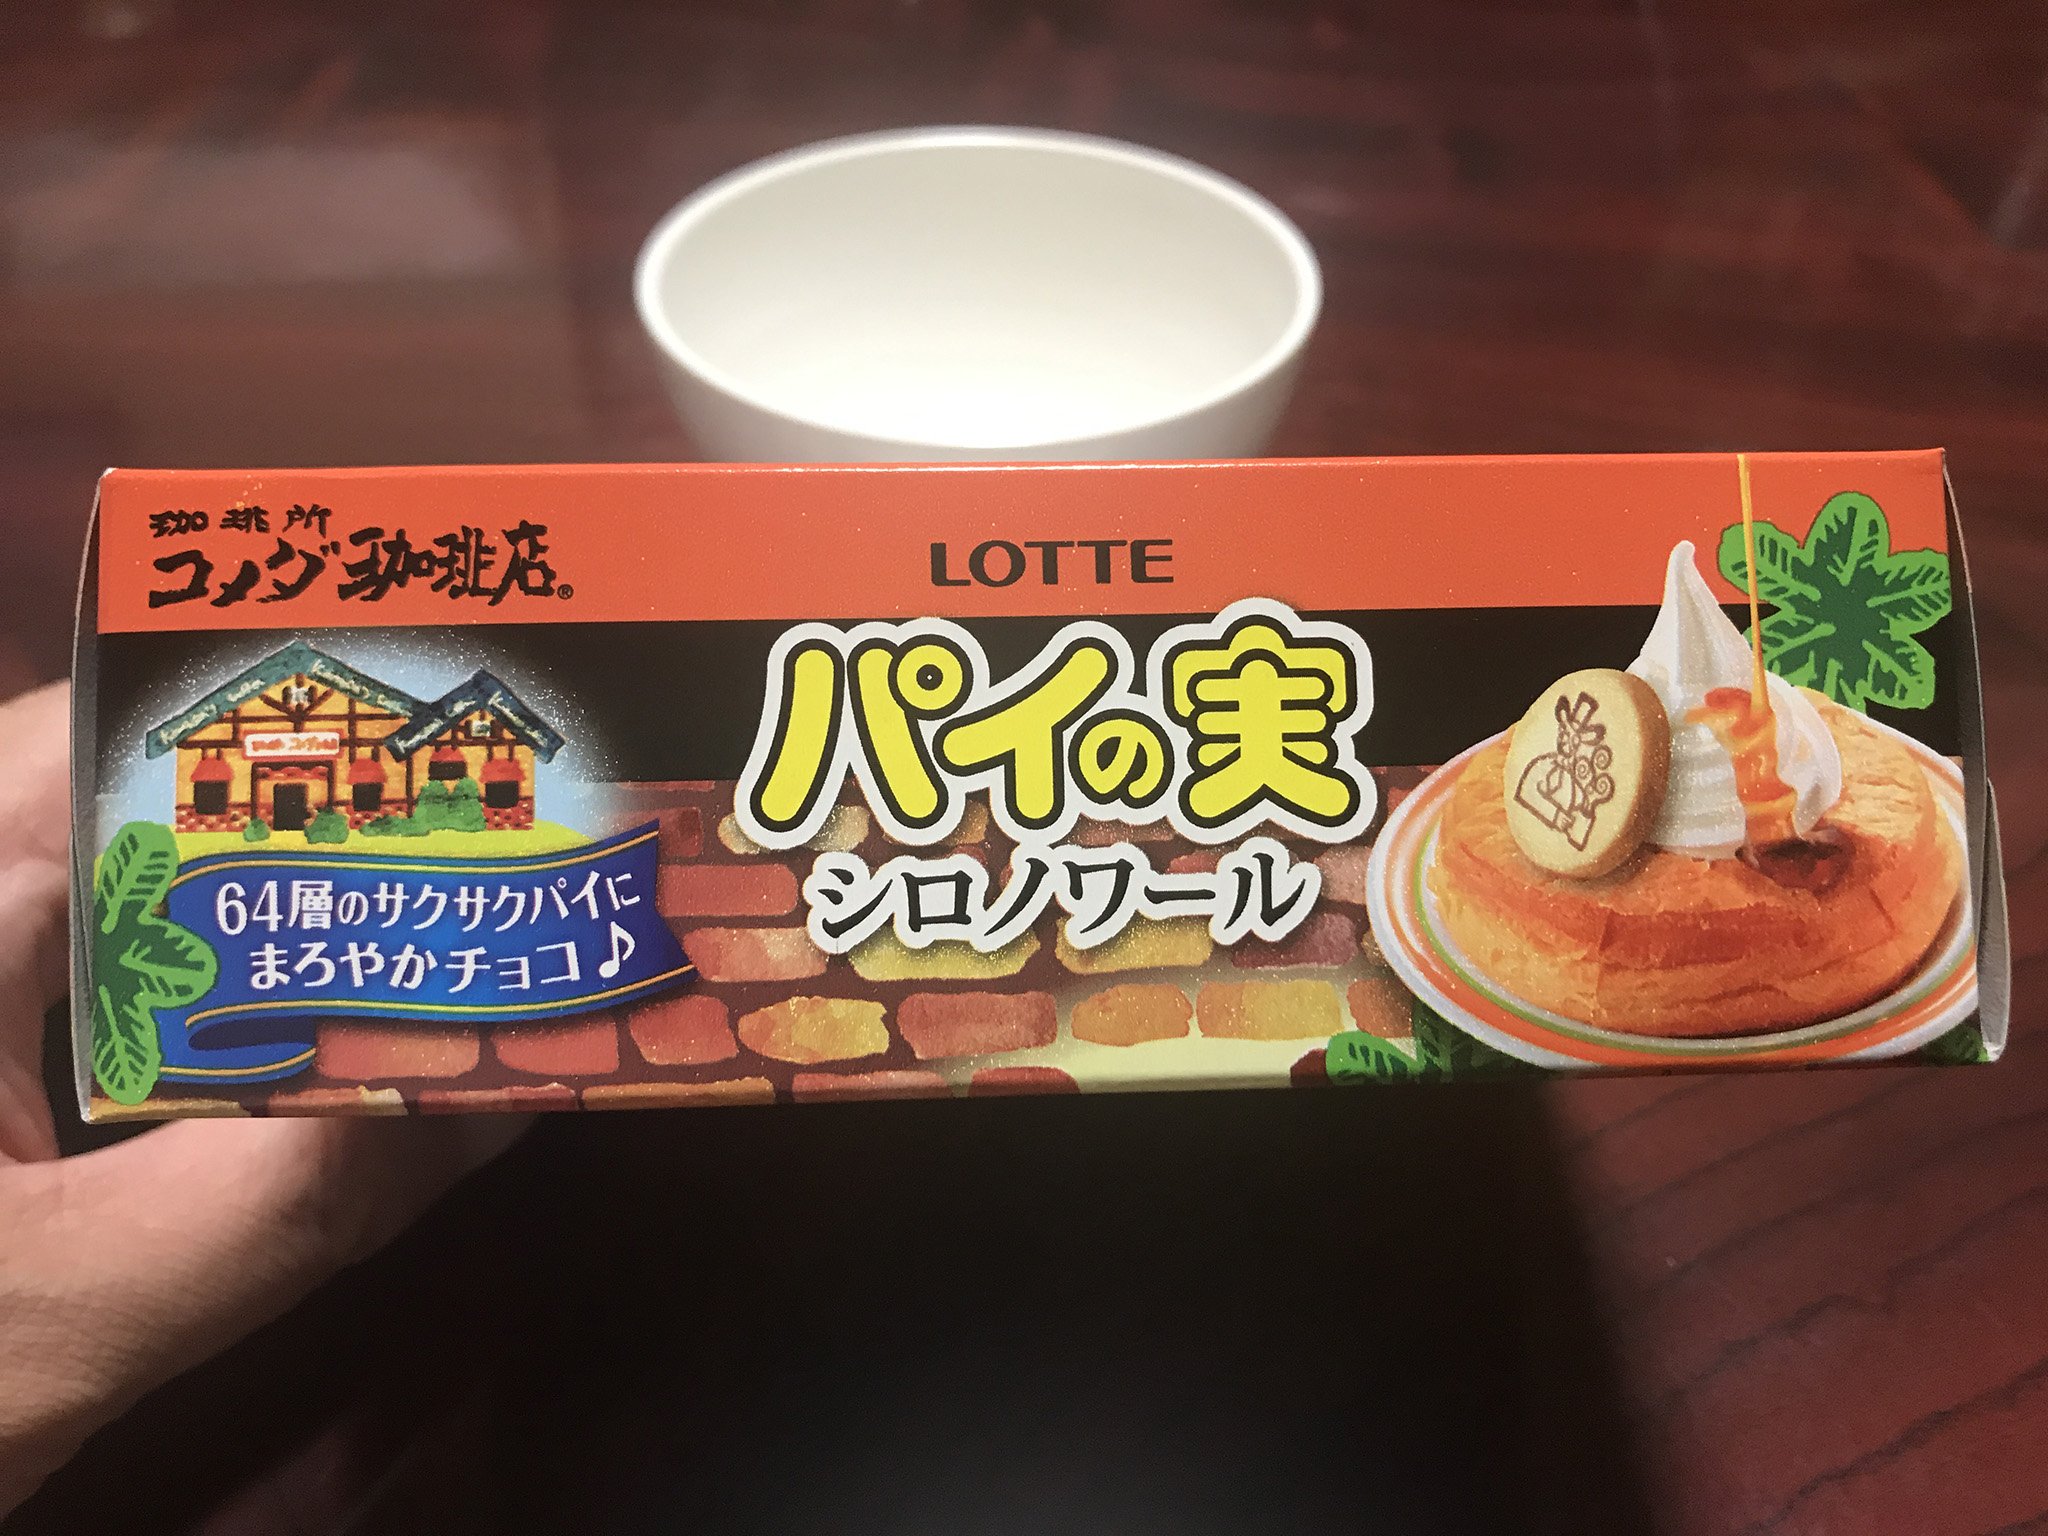 珈琲所
コメダ珈琲店®
LOTTE
パイの実
シロノワール
64層のサクサクパイに
まろやかチョコ♪